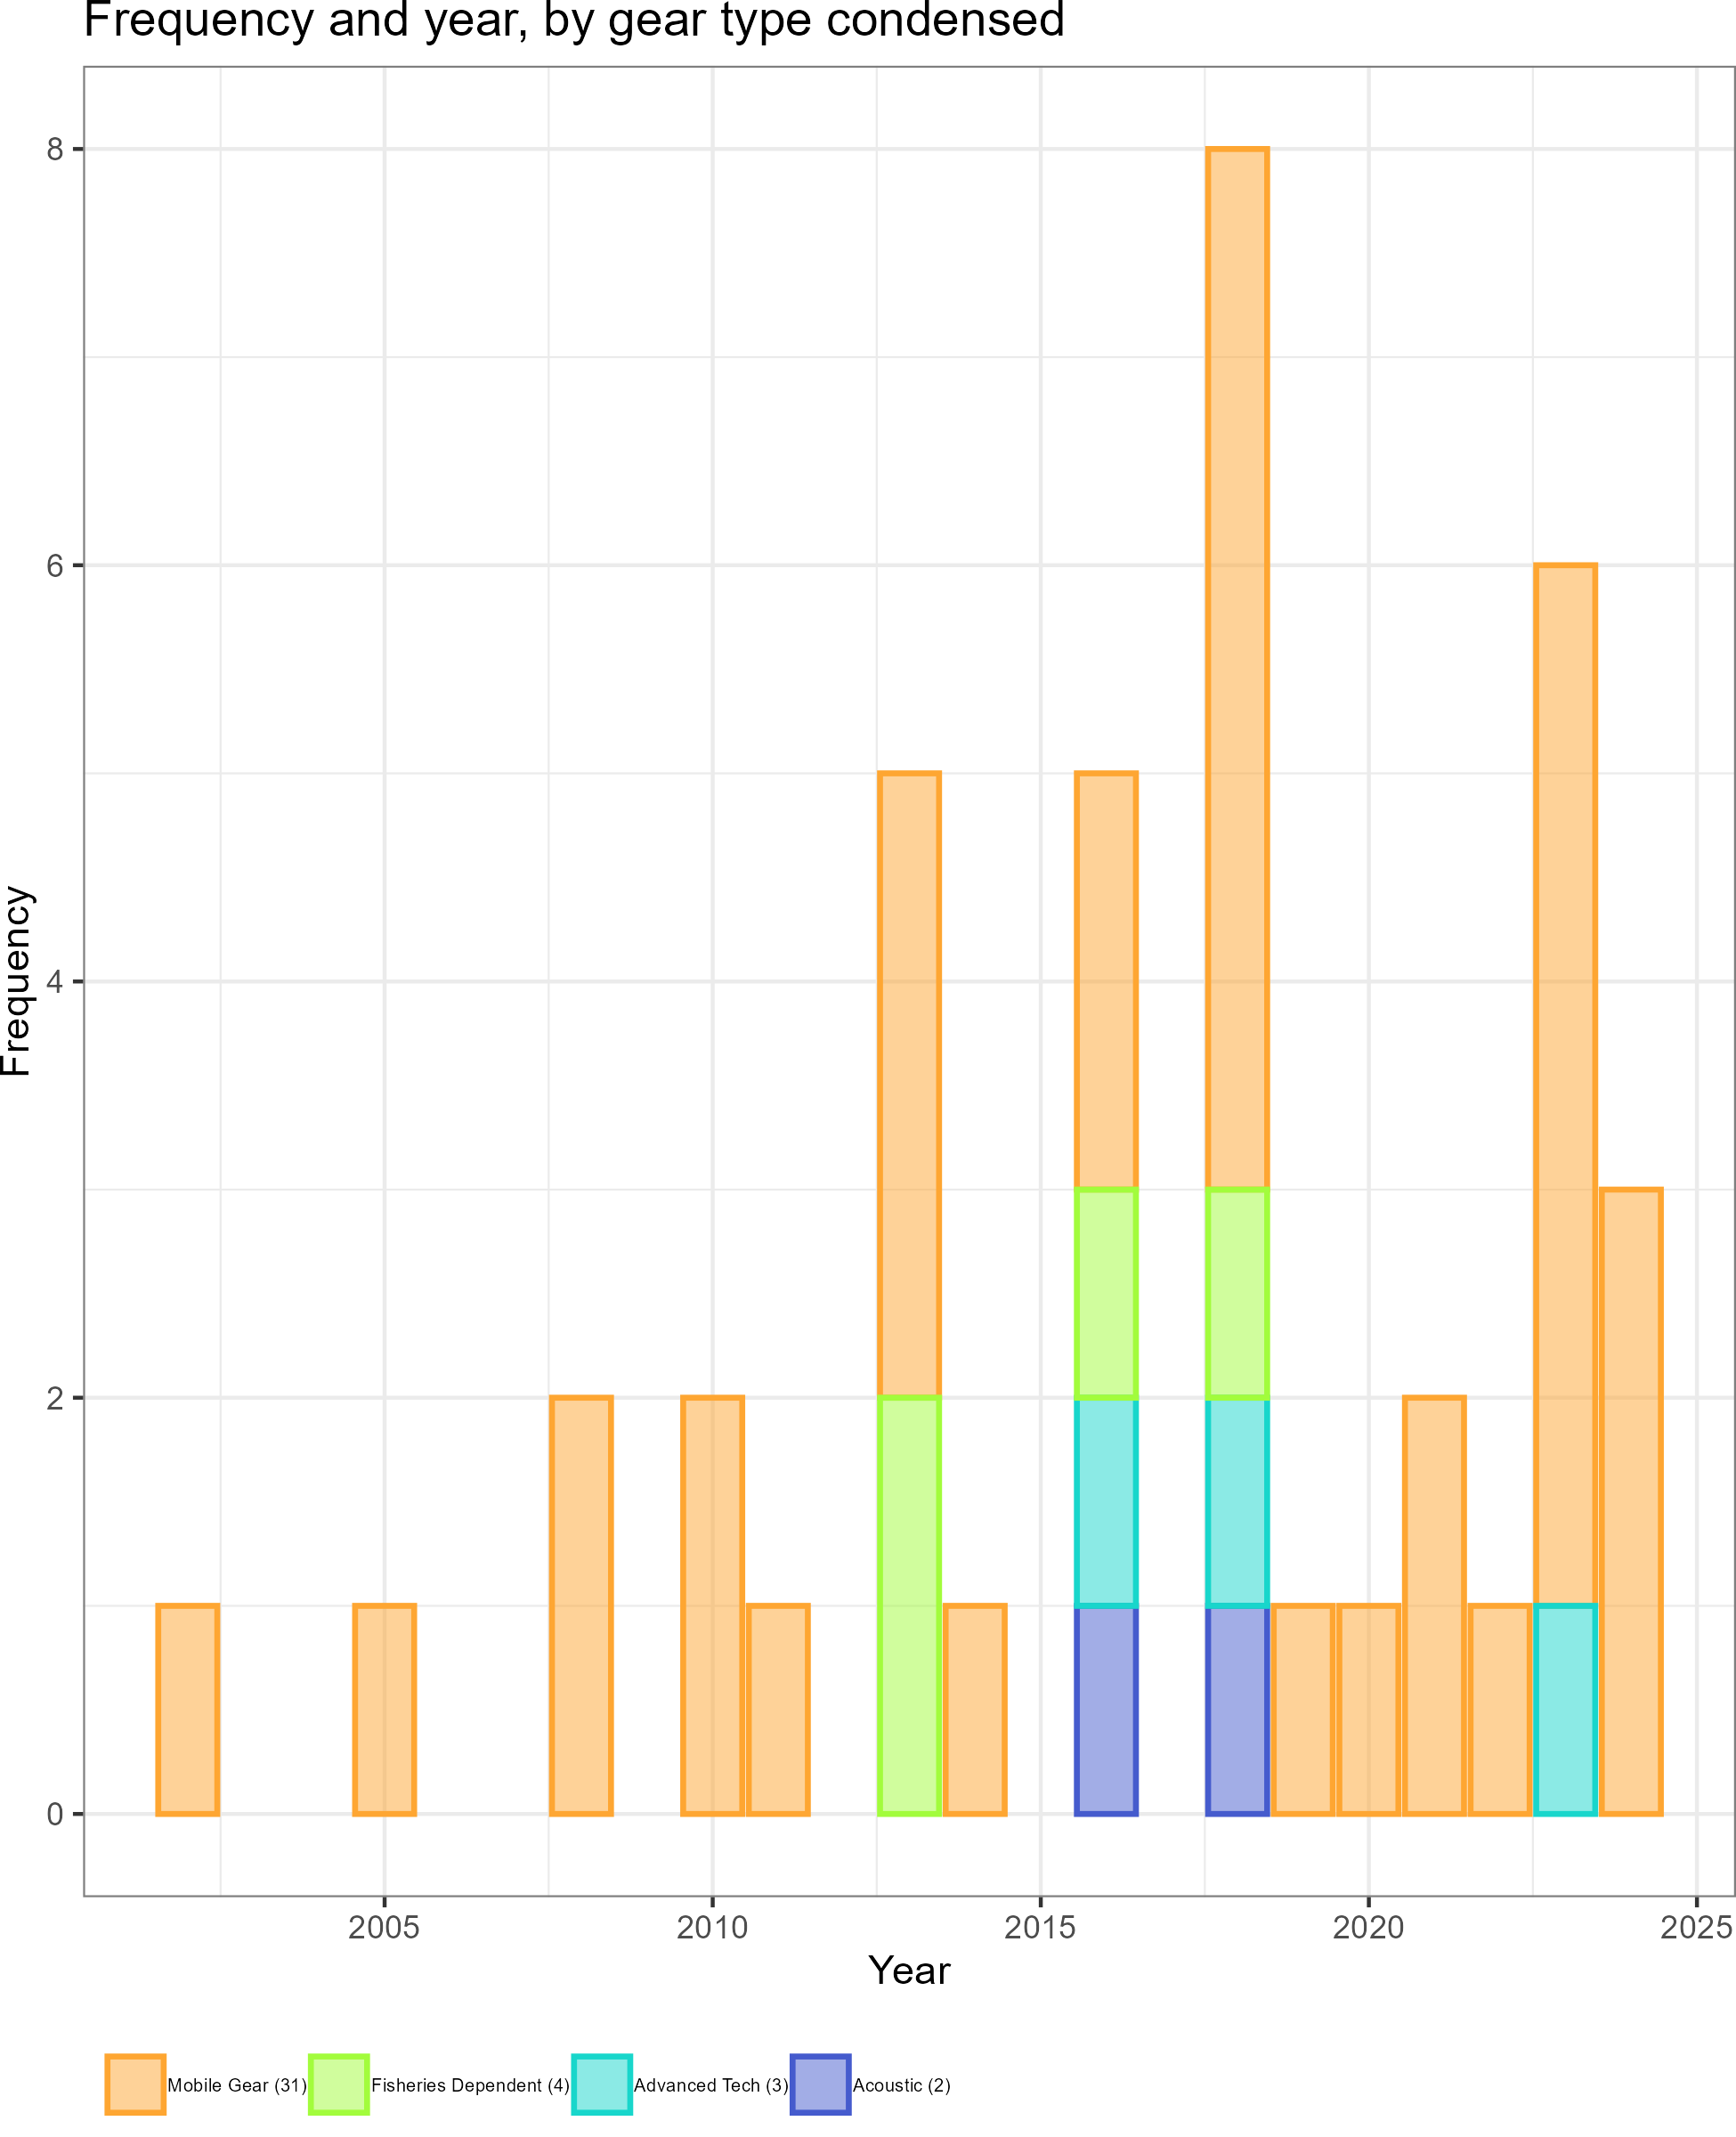 Frequency and year, by gear type condensed
8
6
4
2
0
Frequency
2005 2010 2015 2020 2025
Year
Mobile Gear (31) Fisheries Dependent (4) Advanced Tech (3) Acoustic (2)